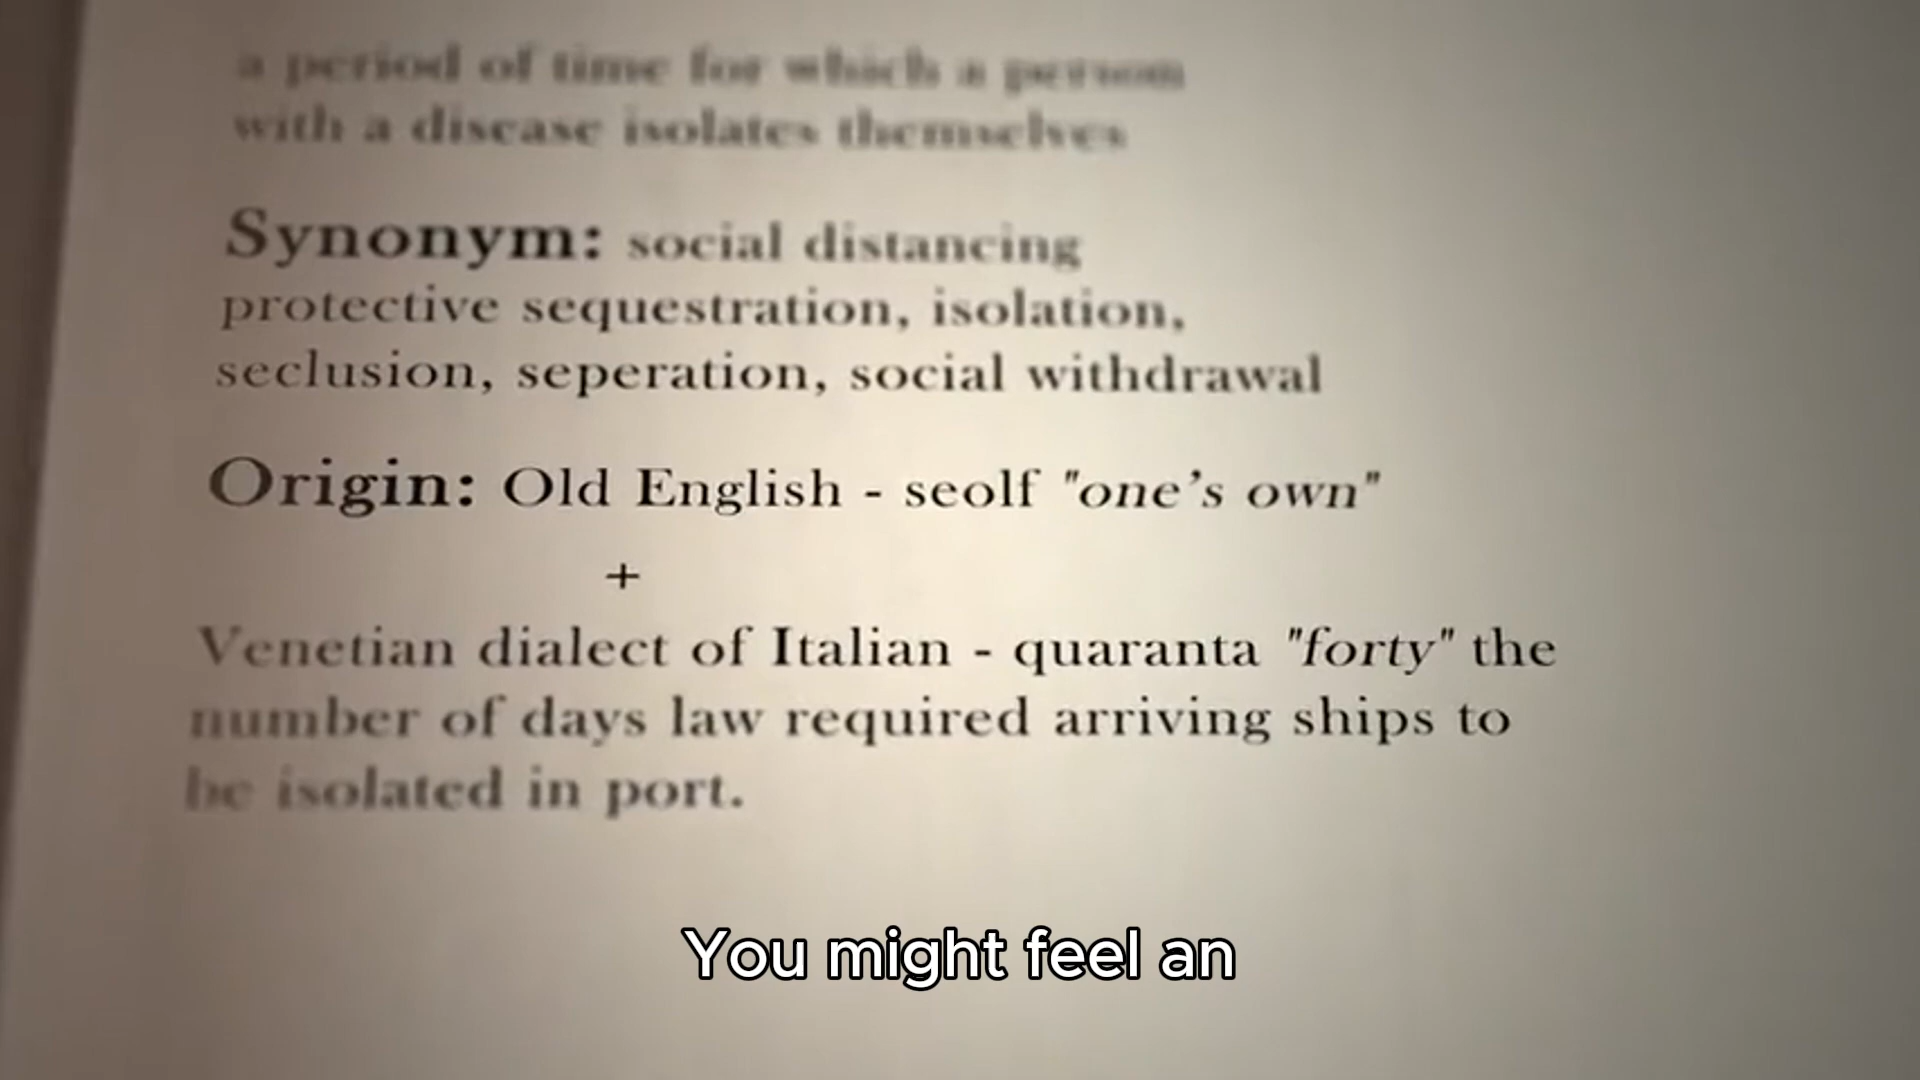 a period of time for which a person
with a disease isolates themselves
Synonym: social distancing
protective sequestration, isolation,
seclusion, seperation, social withdrawal
Origin: Old English - seolf "one's own"
+
Venetian dialect of Italian - quaranta "forty" the
number of days law required arriving ships to
be isolated in port.
You might feel an